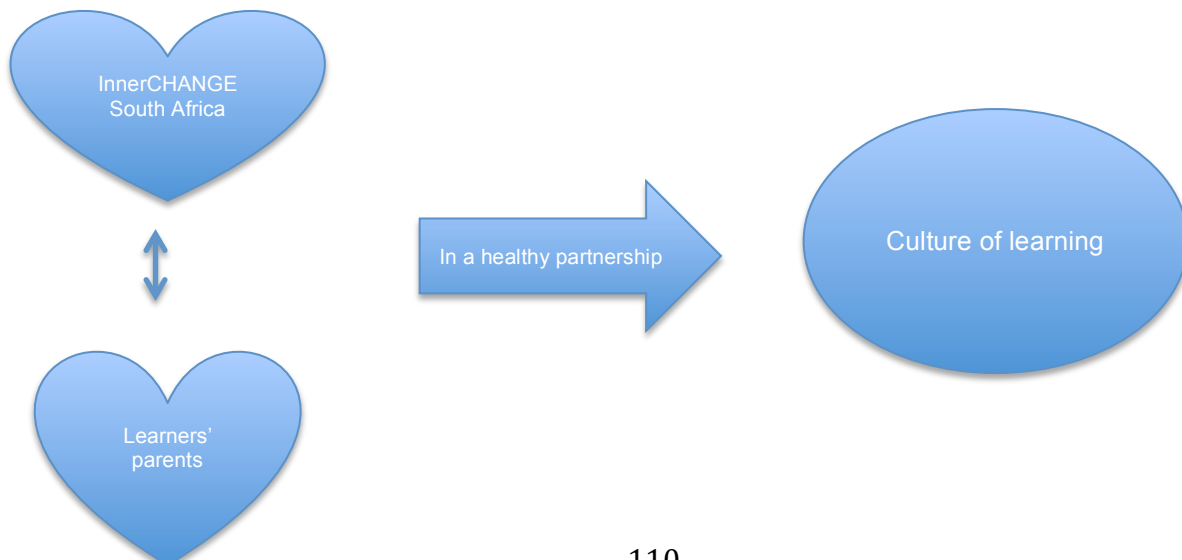 InnerCHANGE
South Africa
In a healthy partnership
Culture of learning
Learners’
parents
110